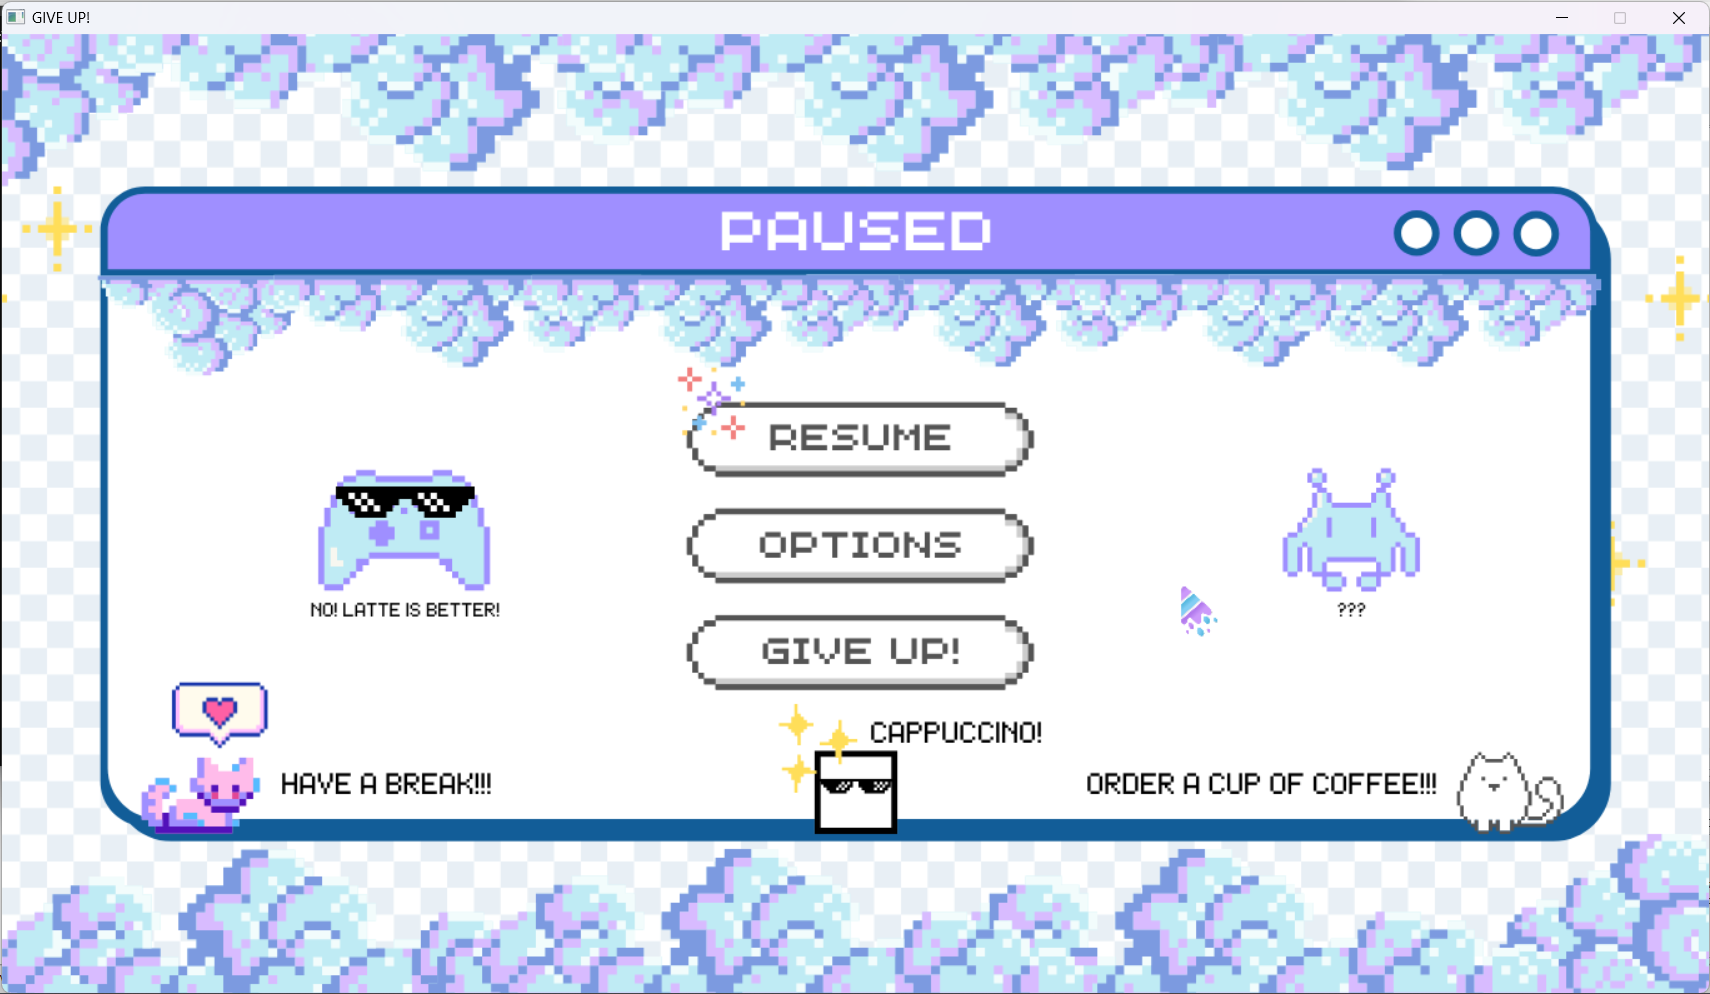 GIVE UP!
PAUSED
RESUME
OPTIONS
GIVE UP!
NO! LATTE IS BETTER!
???
CAPPUCCINO!
HAVE A BREAK!!!
ORDER A CUP OF COFFEE!!!